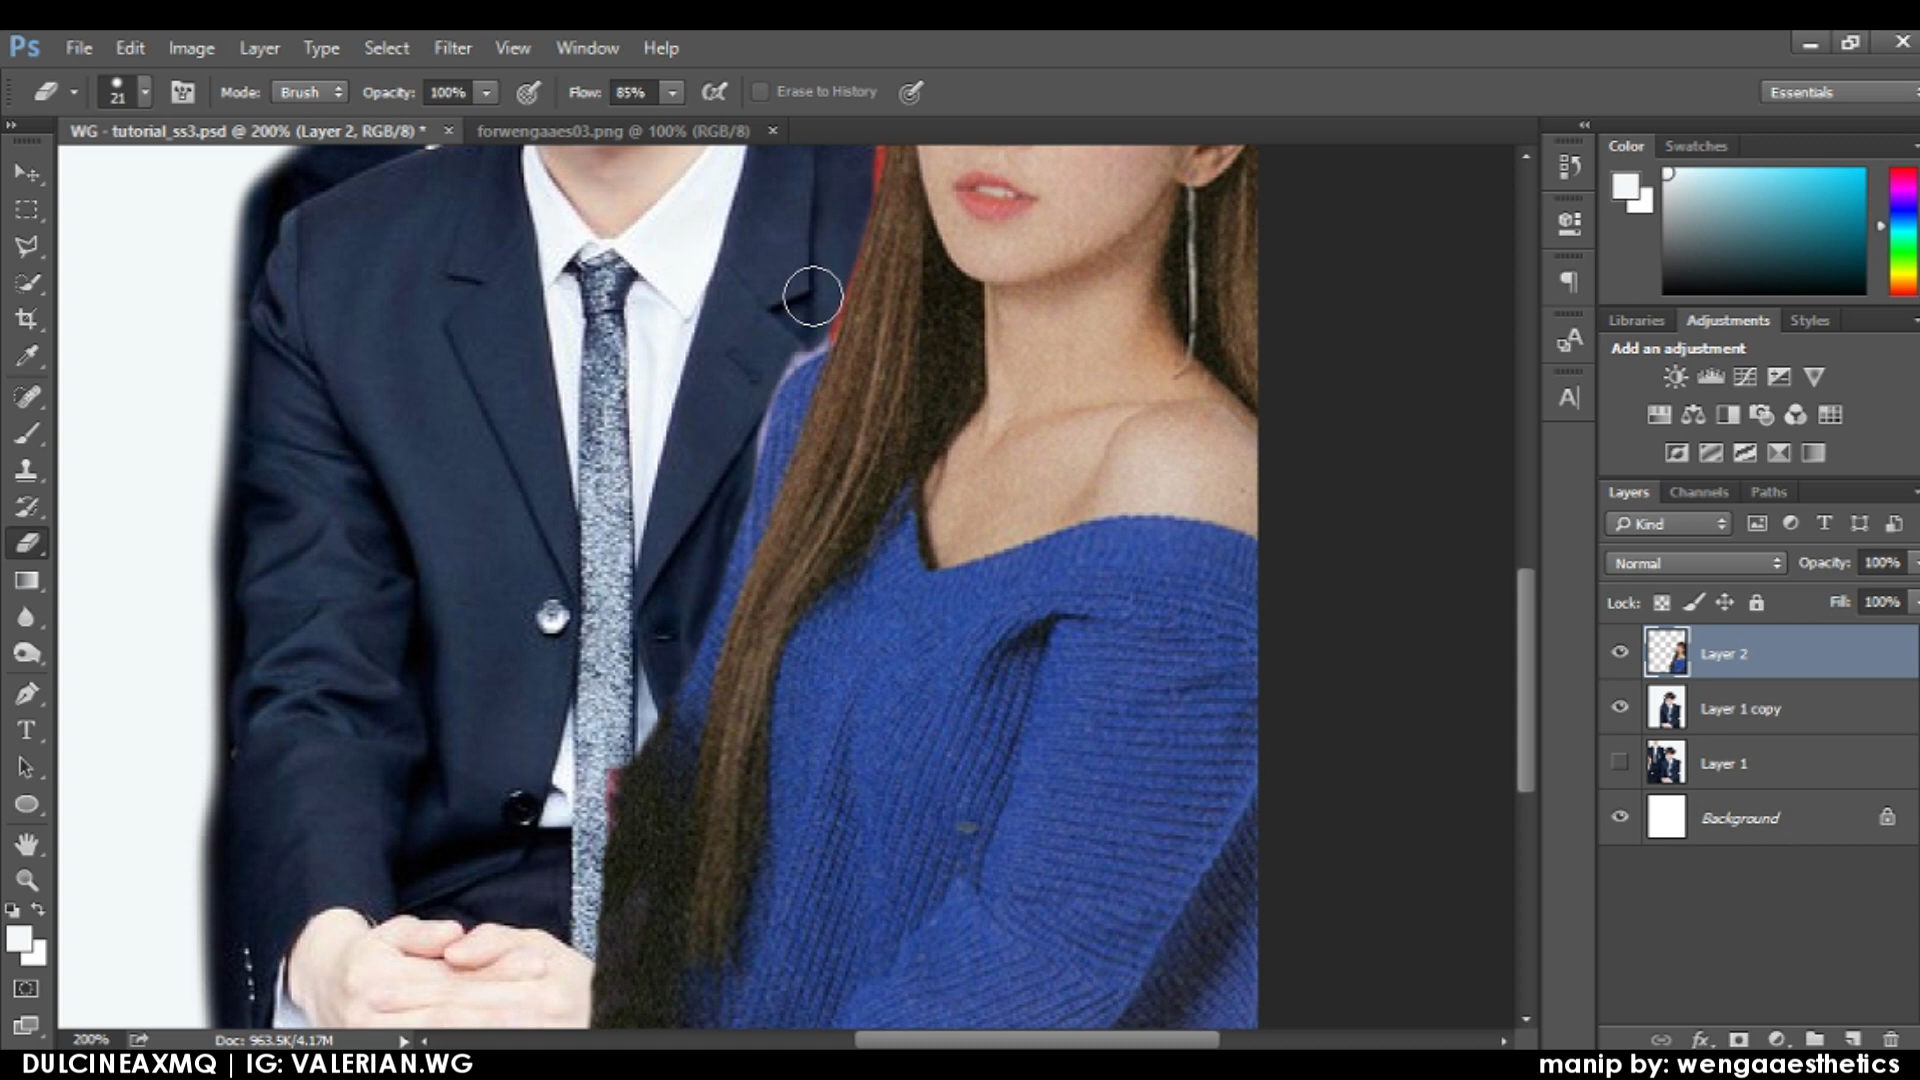 Ps File Edit Image Layer Type Select Filter View Window Help
21 Mode: Brush Opacity: 100% Flow: 85% Erase to History Essentials
WG - tutorial_ss3.psd @ 200% (Layer 2, RGB/8) * × forwengaaes03.png @ 100% (RGB/8) ×
Color Swatches
Libraries Adjustments Styles
Add an adjustment
Layers Channels Paths
Kind
Normal Opacity: 100%
Lock: Fill: 100%
Layer 2
Layer 1 copy
Layer 1
Background
200% Doc: 963.5K/4.17M
DULCINEAXMQ | IG: VALERIAN.WG
manip by: wengaaesthetics